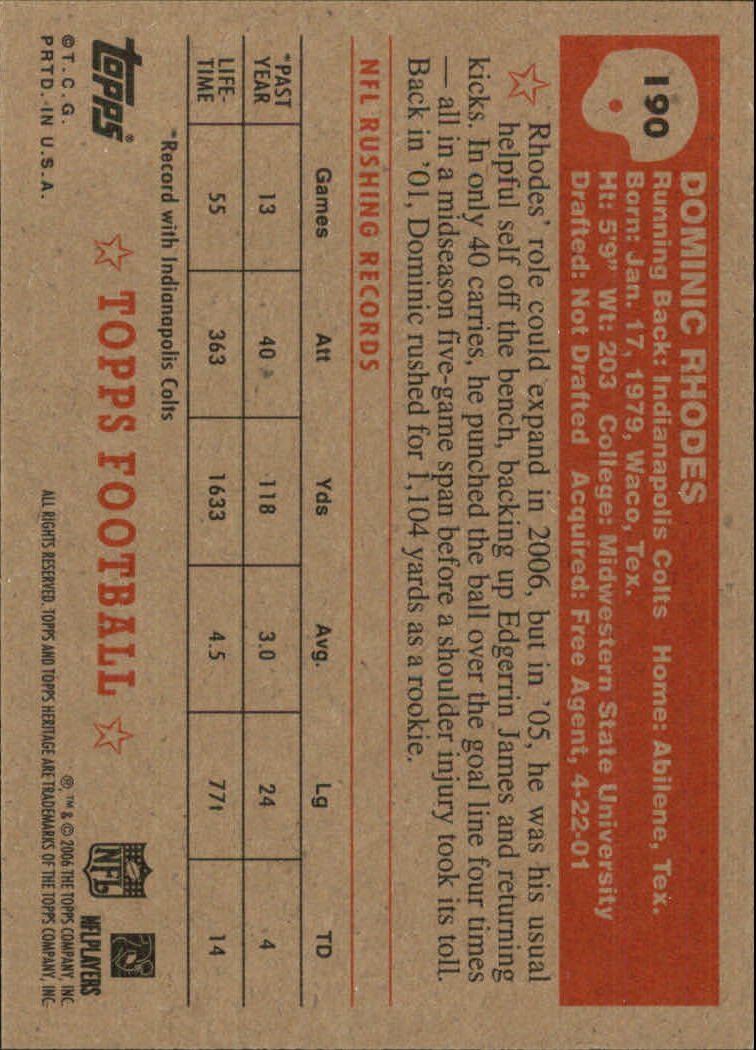 190
DOMINIC RHODES
Running Back: Indianapolis Colts Home: Abilene, Tex.
Born: Jan. 17, 1979, Waco, Tex.
Ht: 5'9" Wt: 203 College: Midwestern State University
Drafted: Not Drafted Acquired: Free Agent, 4-22-01
Rhodes' role could expand in 2006, but in '05, he was his usual
helpful self off the bench, backing up Edgerrin James and returning
kicks. In only 40 carries, he punched the ball over the goal line four times
— all in a midseason five-game span before a shoulder injury took its toll.
Back in '01, Dominic rushed for 1,104 yards as a rookie.
NFL RUSHING RECORDS
Games Att Yds Avg. Lg TD
*PAST YEAR 13 40 118 3.0 24 4
LIFE-TIME 55 363 1633 4.5 77t 14
*Record with Indianapolis Colts
topps® TOPPS FOOTBALL NFL NFLPLAYERS
©T.C.G. ®, ™ & © 2006 THE TOPPS COMPANY, INC.
PRTD. IN U.S.A. ALL RIGHTS RESERVED. TOPPS AND TOPPS HERITAGE ARE TRADEMARKS OF THE TOPPS COMPANY, INC.